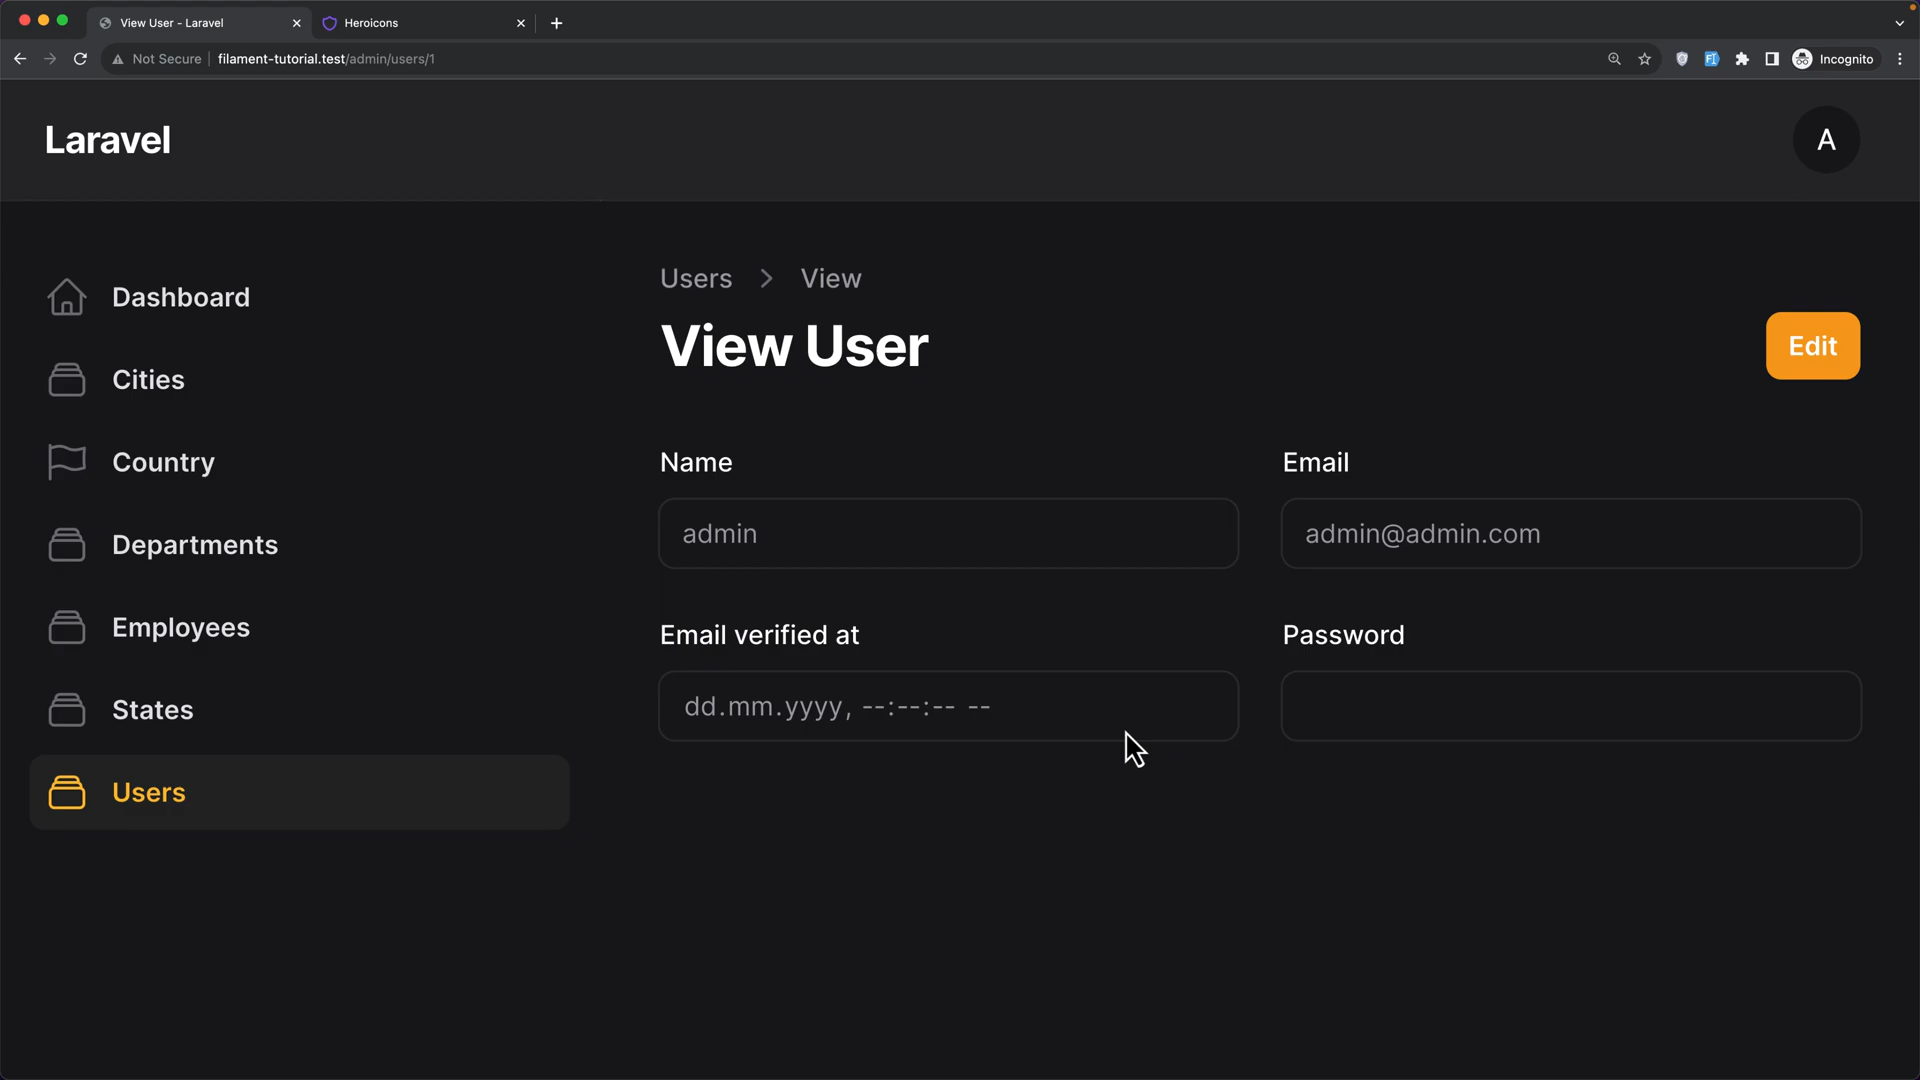 View User - Laravel
Heroicons
Not Secure
filament-tutorial.test/admin/users/1
Incognito
Laravel
A
Dashboard
Cities
Country
Departments
Employees
States
Users
Users
View
View User
Edit
Name
Email
admin
admin@admin.com
Email verified at
Password
dd.mm.yyyy, --:--:-- --